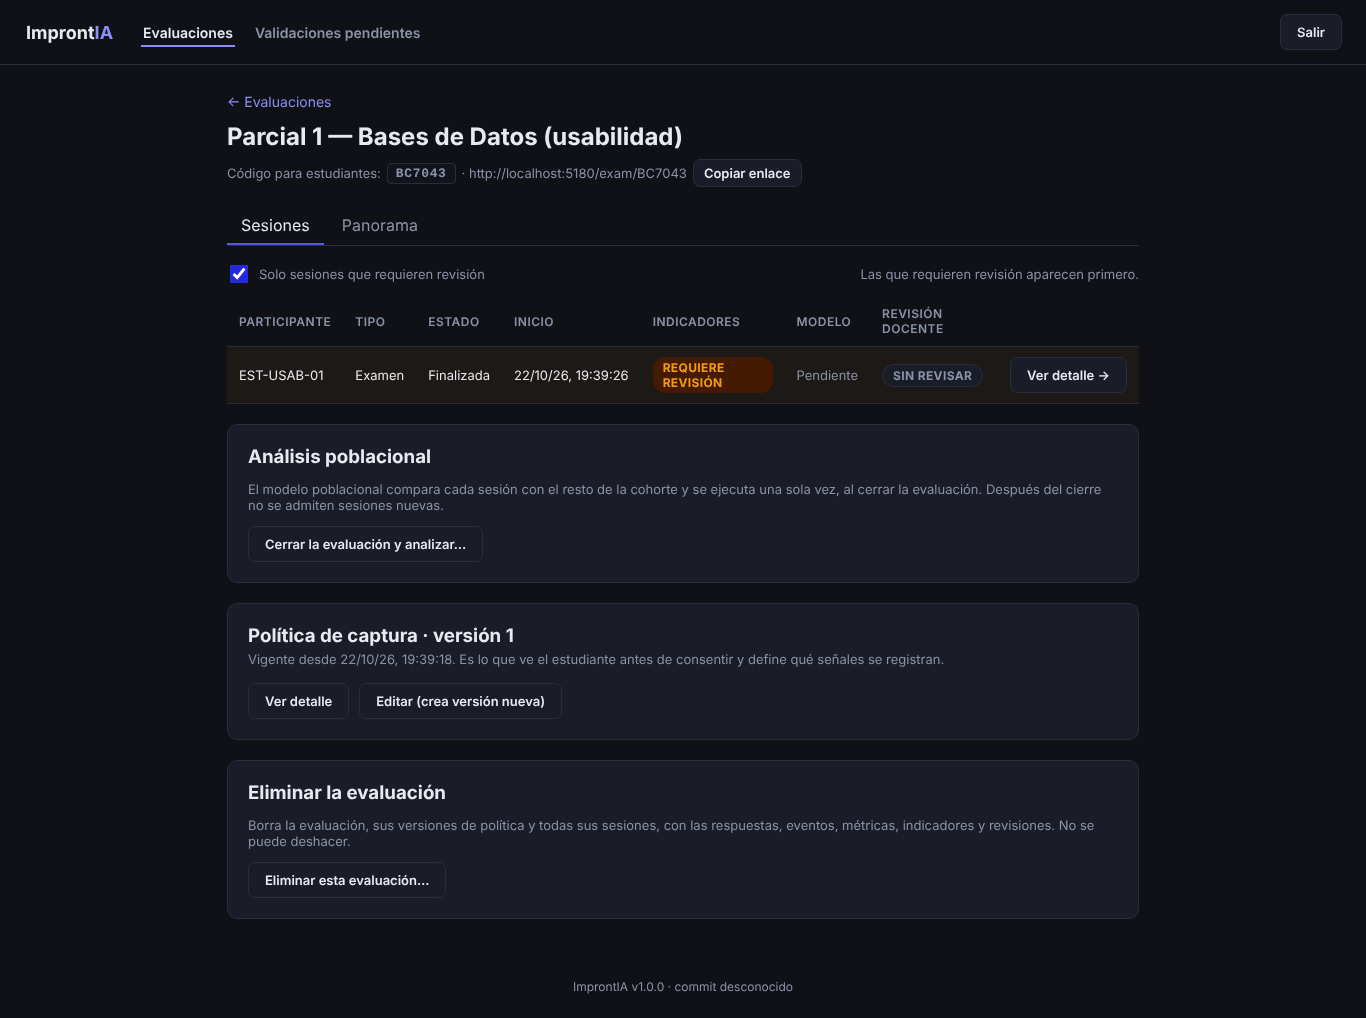 ImprontIA
Evaluaciones
Validaciones pendientes
Salir
← Evaluaciones
Parcial 1 — Bases de Datos (usabilidad)
Código para estudiantes: BC7043 · http://localhost:5180/exam/BC7043 Copiar enlace
Sesiones
Panorama
Solo sesiones que requieren revisión
Las que requieren revisión aparecen primero.
PARTICIPANTE TIPO ESTADO INICIO INDICADORES MODELO REVISIÓN DOCENTE
EST-USAB-01 Examen Finalizada 22/10/26, 19:39:26 REQUIERE REVISIÓN Pendiente SIN REVISAR Ver detalle →
Análisis poblacional
El modelo poblacional compara cada sesión con el resto de la cohorte y se ejecuta una sola vez, al cerrar la evaluación. Después del cierre
no se admiten sesiones nuevas.
Cerrar la evaluación y analizar...
Política de captura · versión 1
Vigente desde 22/10/26, 19:39:18. Es lo que ve el estudiante antes de consentir y define qué señales se registran.
Ver detalle
Editar (crea versión nueva)
Eliminar la evaluación
Borra la evaluación, sus versiones de política y todas sus sesiones, con las respuestas, eventos, métricas, indicadores y revisiones. No se
puede deshacer.
Eliminar esta evaluación...
ImprontIA v1.0.0 · commit desconocido